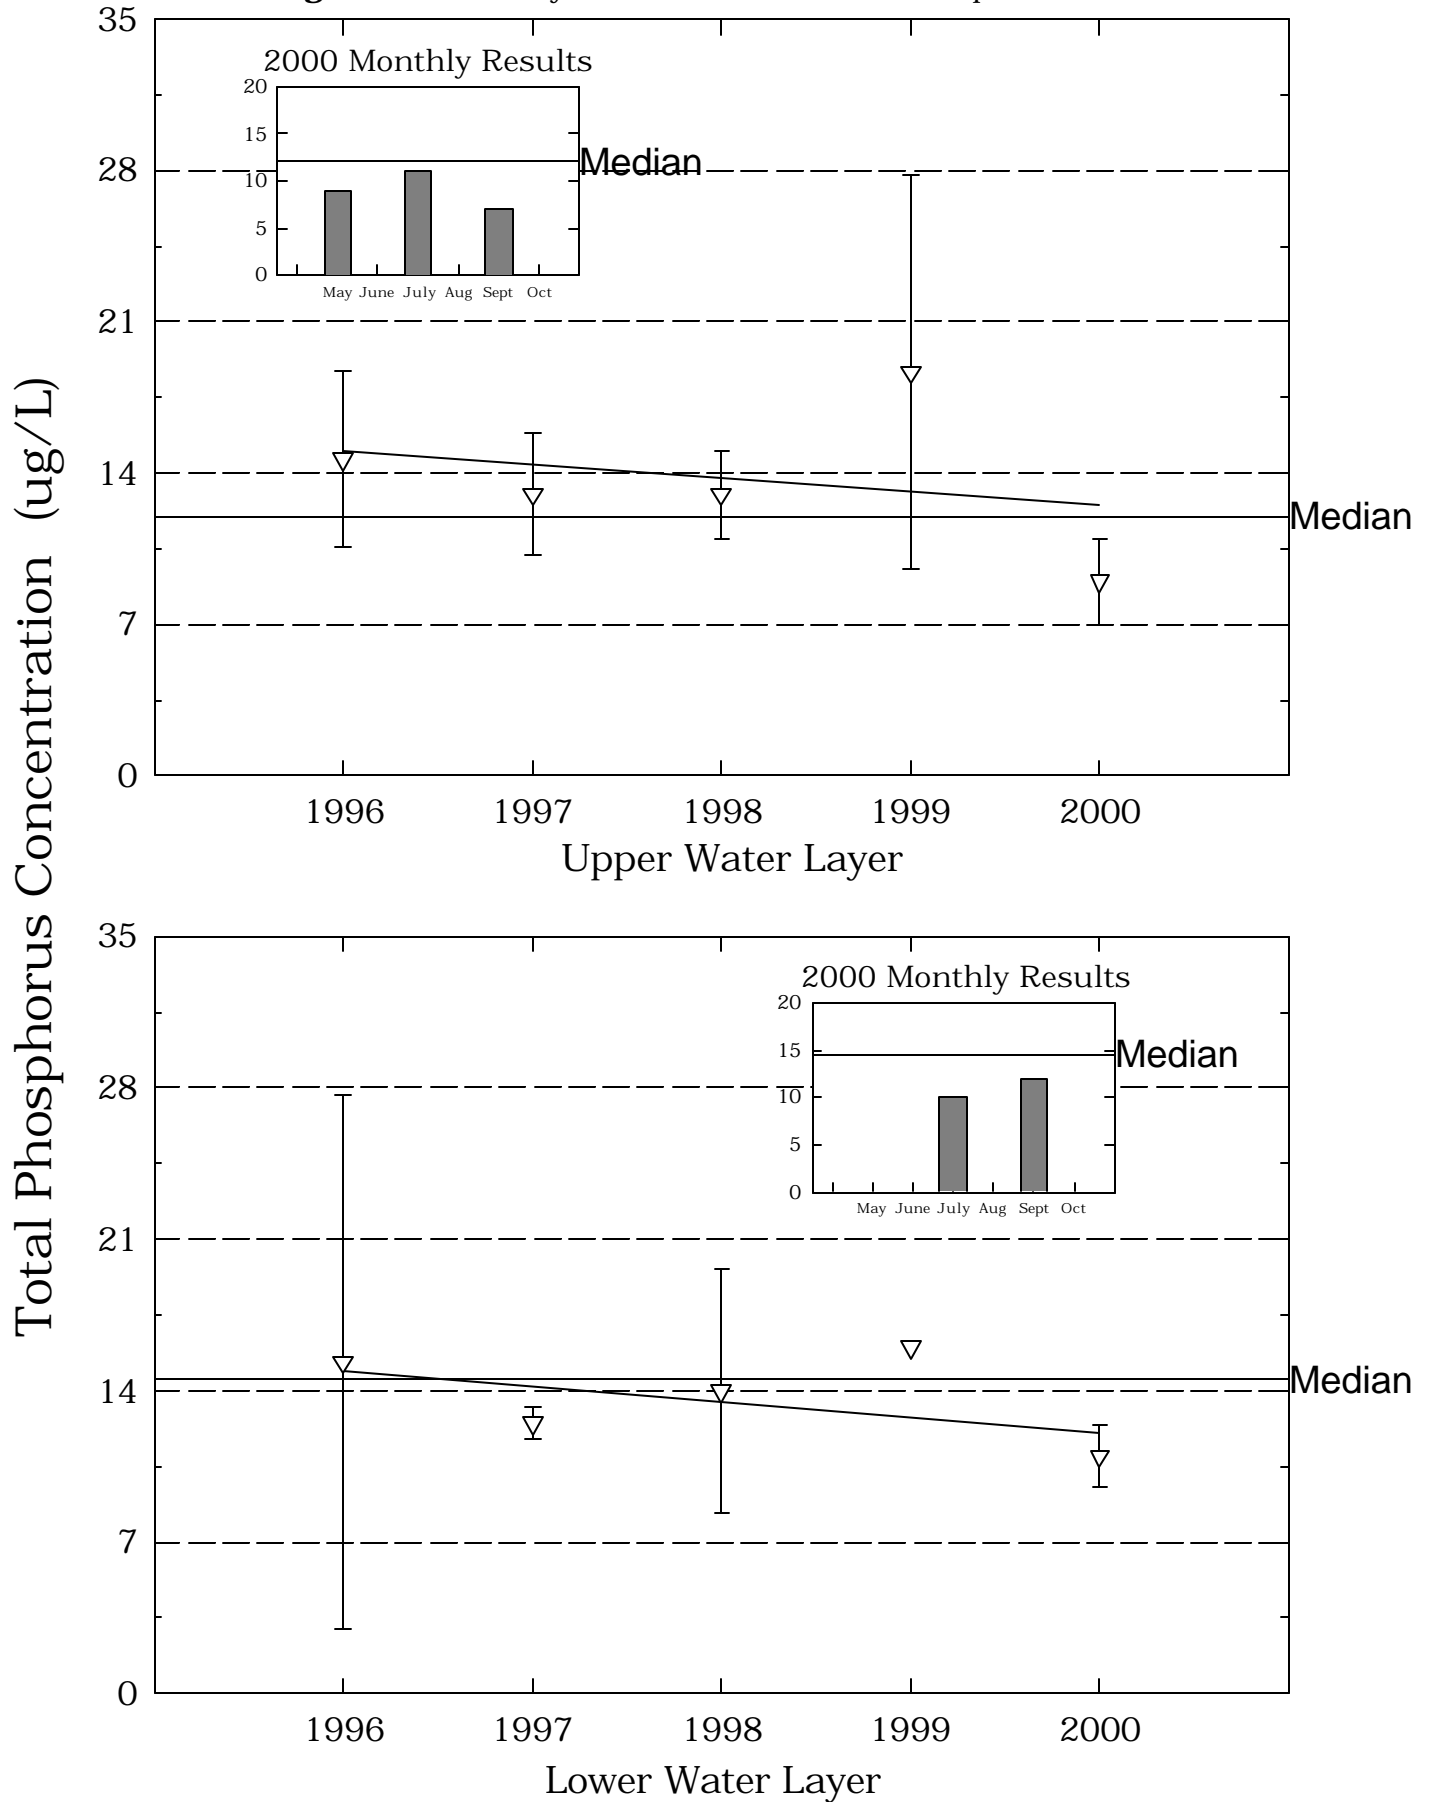 35
2000 Monthly Results
20
15
Median
28
10
5
0
May June July Aug Sept Oct
21
14
Median
7
0
1996 1997 1998 1999 2000
Upper Water Layer
Total Phosphorus Concentration (ug/L)
35
2000 Monthly Results
20
15
Median
28
10
5
0
May June July Aug Sept Oct
21
14
Median
7
0
1996 1997 1998 1999 2000
Lower Water Layer